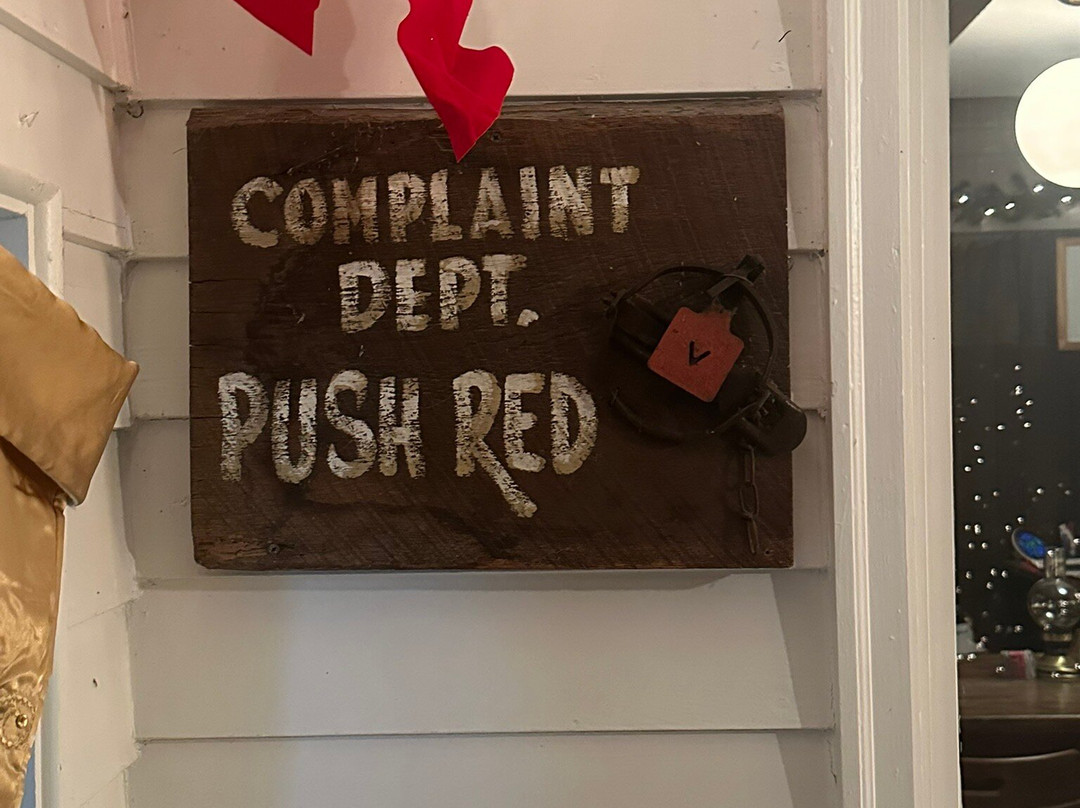 COMPLAINT
DEPT.
PUSH RED
V